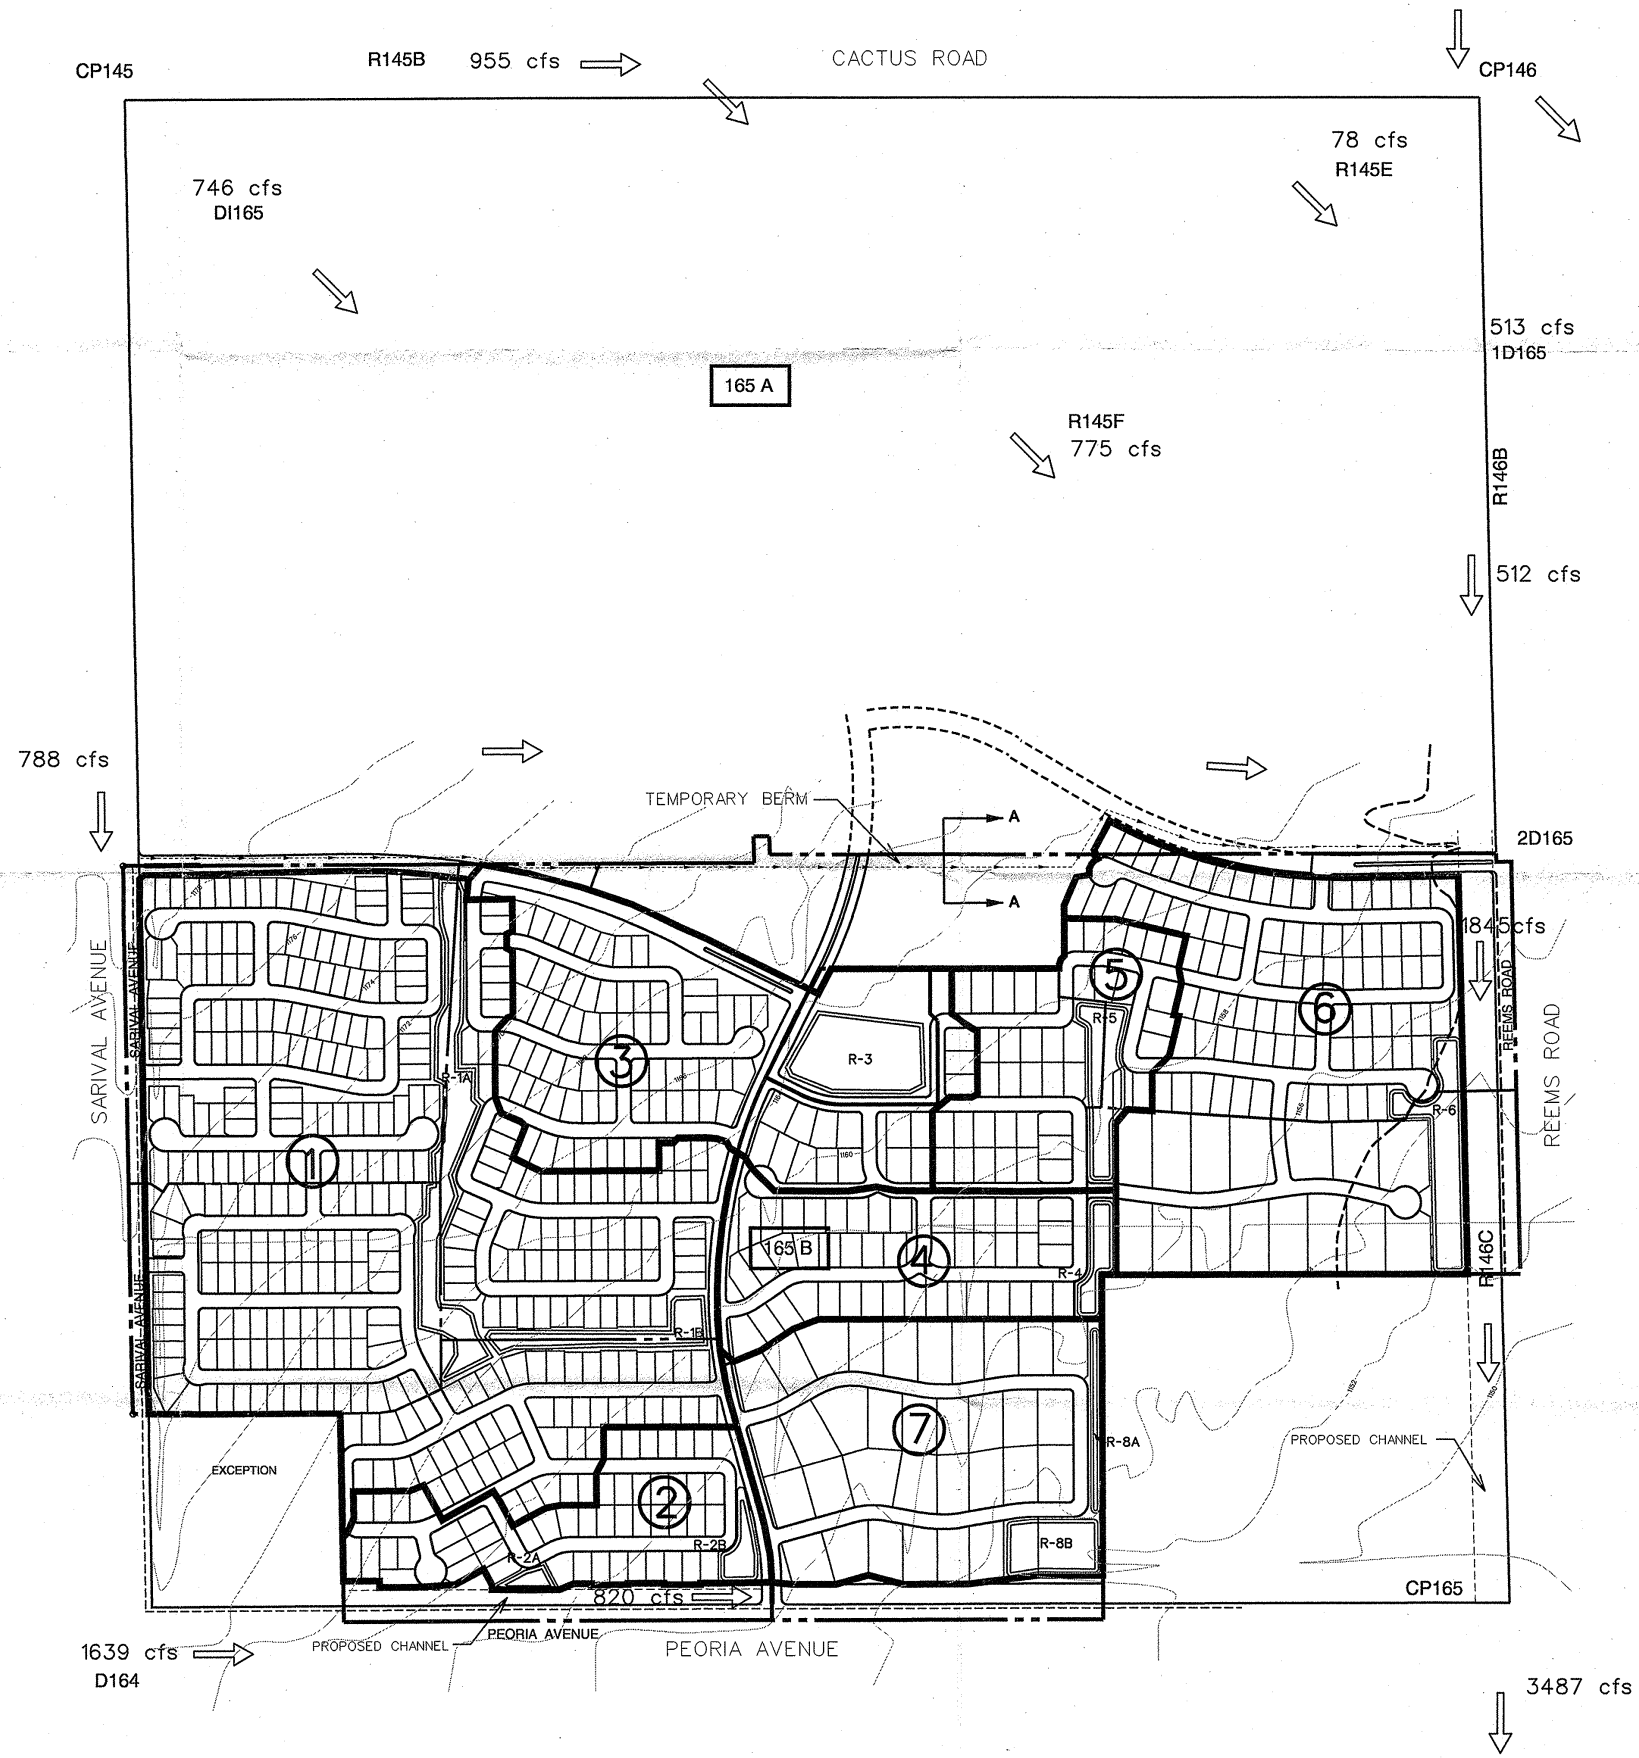 CP145
R145B 955 cfs
CACTUS ROAD
CP146
78 cfs
R145E
746 cfs
DI165
513 cfs
1D165
165 A
R145F
775 cfs
R146B
512 cfs
788 cfs
TEMPORARY BERM
A
2D165
A
1845cfs
SARIVAL AVENUE
SARIVAL AVENUE
REEMS ROAD
REEMS ROAD
5
6
R-5
3
R-3
R-1A
R-6
1
1160
165 B
4
R-4
R146C
SARIVAL AVENUE
R-1B
7
R-8A
PROPOSED CHANNEL
EXCEPTION
2
R-2A
R-2B
R-8B
CP165
820 cfs
PROPOSED CHANNEL
PEORIA AVENUE
PEORIA AVENUE
1639 cfs
D164
3487 cfs